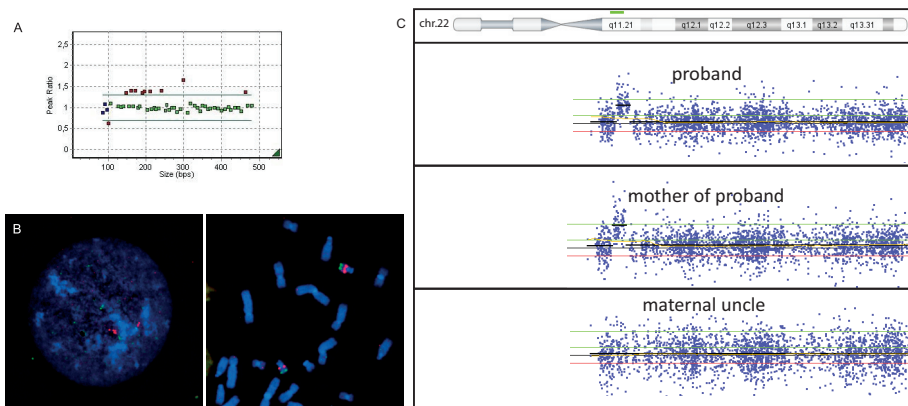 A
2,5
2
1,5
1
0,5
0
Peak Ratio
100
200
300
400
500
Size (bps)
B
C
chr.22
q11.21
q12.1
q12.2
q12.3
q13.1
q13.2
q13.31
proband
mother of proband
maternal uncle